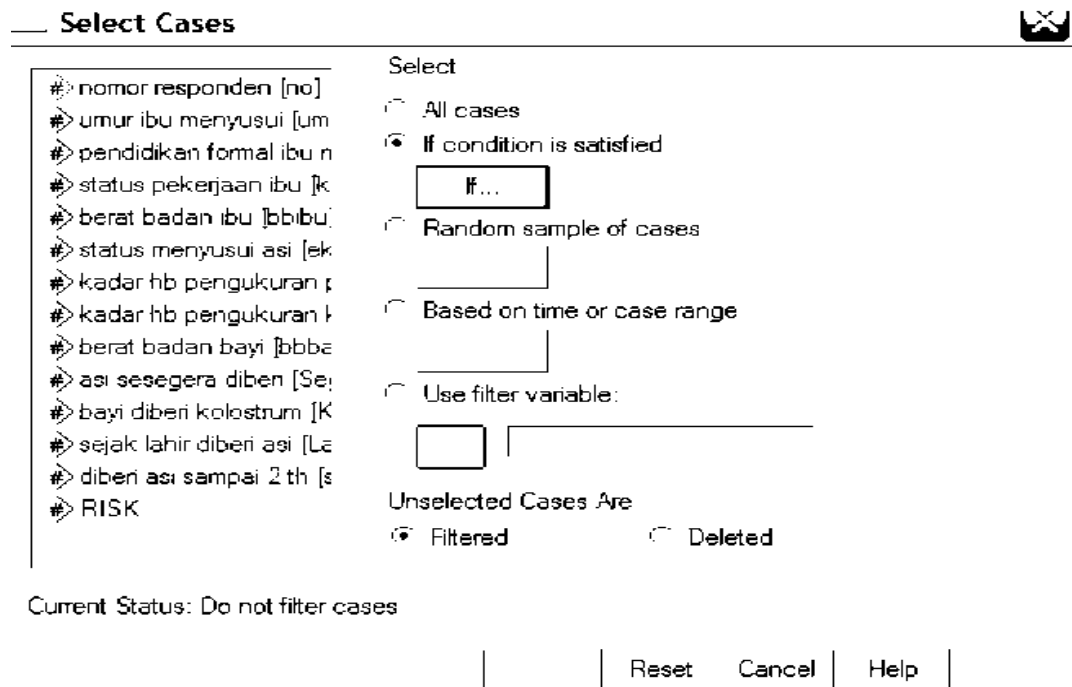 Select Cases
nomor responden [no]
umur ibu menyusui [um
pendidikan formal ibu n
status pekerjaan ibu [k
berat badan ibu [bbibu]
status menyusui asi [ek
kadar hb pengukuran p
kadar hb pengukuran k
berat badan bayi [bbba
asi sesegera diberi [Seg
bayi diberi kolostrum [K
sejak lahir diberi asi [La
diberi asi sampai 2 th [s
RISK
Select
All cases
If condition is satisfied
If...
Random sample of cases
Based on time or case range
Use filter variable:
Unselected Cases Are
Filtered
Deleted
Current Status: Do not filter cases
Reset
Cancel
Help